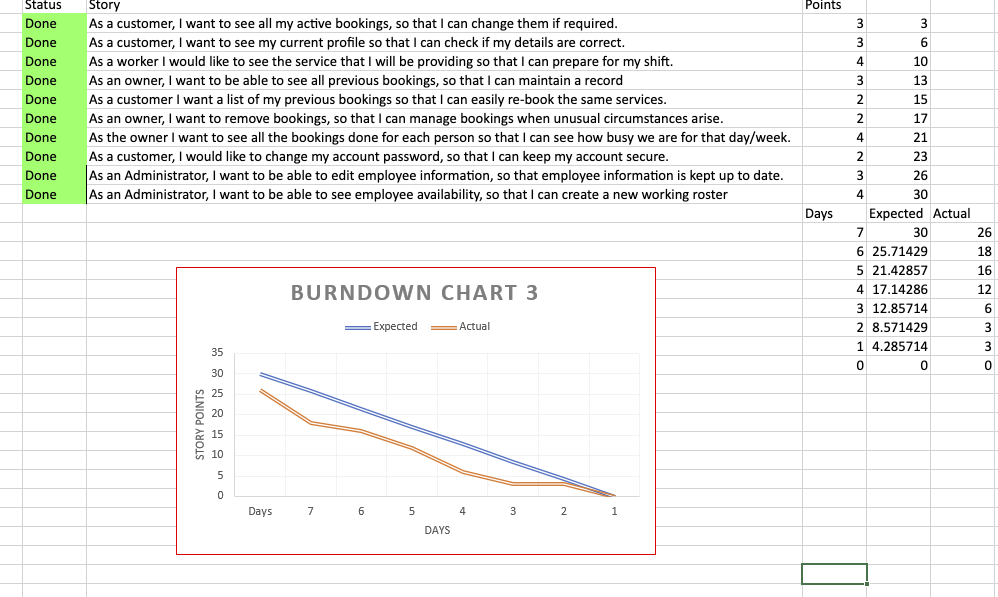 Status Story Points
Done As a customer, I want to see all my active bookings, so that I can change them if required. 3 3
Done As a customer, I want to see my current profile so that I can check if my details are correct. 3 6
Done As a worker I would like to see the service that I will be providing so that I can prepare for my shift. 4 10
Done As an owner, I want to be able to see all previous bookings, so that I can maintain a record 3 13
Done As a customer I want a list of my previous bookings so that I can easily re-book the same services. 2 15
Done As an owner, I want to remove bookings, so that I can manage bookings when unusual circumstances arise. 2 17
Done As the owner I want to see all the bookings done for each person so that I can see how busy we are for that day/week. 4 21
Done As a customer, I would like to change my account password, so that I can keep my account secure. 2 23
Done As an Administrator, I want to be able to edit employee information, so that employee information is kept up to date. 3 26
Done As an Administrator, I want to be able to see employee availability, so that I can create a new working roster 4 30
Days Expected Actual
7 30 26
6 25.71429 18
5 21.42857 16
4 17.14286 12
3 12.85714 6
2 8.571429 3
1 4.285714 3
0 0 0
BURNDOWN CHART 3
Expected Actual
35
30
25
20
15
10
5
0
STORY POINTS
Days 7 6 5 4 3 2 1
DAYS